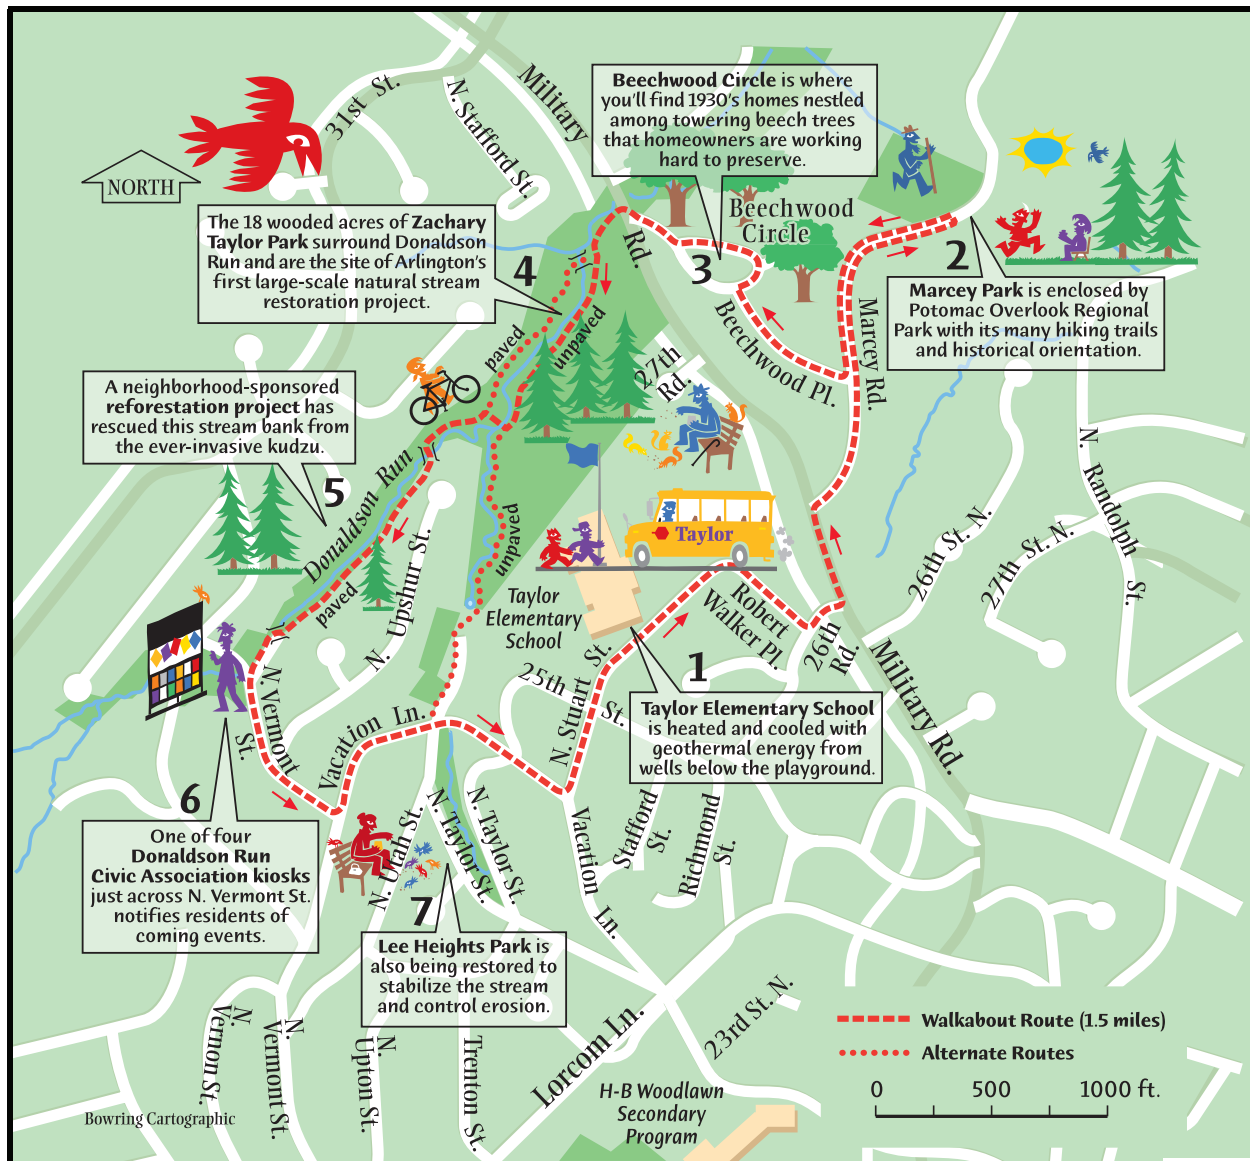 31st St.
N. Stafford St.
Military
Rd.
NORTH
Beechwood Circle is where
you'll find 1930's homes nestled
among towering beech trees
that homeowners are working
hard to preserve.
Beechwood
Circle
The 18 wooded acres of Zachary
Taylor Park surround Donaldson
Run and are the site of Arlington's
first large-scale natural stream
restoration project.
4
3
2
Marcey Park is enclosed by
Potomac Overlook Regional
Park with its many hiking trails
and historical orientation.
Marcey Rd.
Beechwood Pl.
paved
unpaved
27th
Rd.
A neighborhood-sponsored
reforestation project has
rescued this stream bank from
the ever-invasive kudzu.
5
Donaldson Run
paved
N. Upshur St.
unpaved
Taylor
Taylor
Elementary
School
Robert
Walker Pl.
26th
Rd.
26th St. N.
27th St. N.
N. Randolph St.
Military Rd.
25th St.
N. Stuart St.
1
Taylor Elementary School
is heated and cooled with
geothermal energy from
wells below the playground.
N. Vermont St.
Vacation Ln.
6
One of four
Donaldson Run
Civic Association kiosks
just across N. Vermont St.
notifies residents of
coming events.
N. Utah St.
N. Taylor St.
N. Taylor St.
Vacation Ln.
Stafford St.
Richmond St.
7
Lee Heights Park is
also being restored to
stabilize the stream
and control erosion.
N. Vernon St.
N. Vermont St.
N. Upton St.
Trenton St.
Lorcom Ln.
23rd St. N.
H-B Woodlawn
Secondary
Program
Walkabout Route (1.5 miles)
Alternate Routes
0 500 1000 ft.
Bowring Cartographic